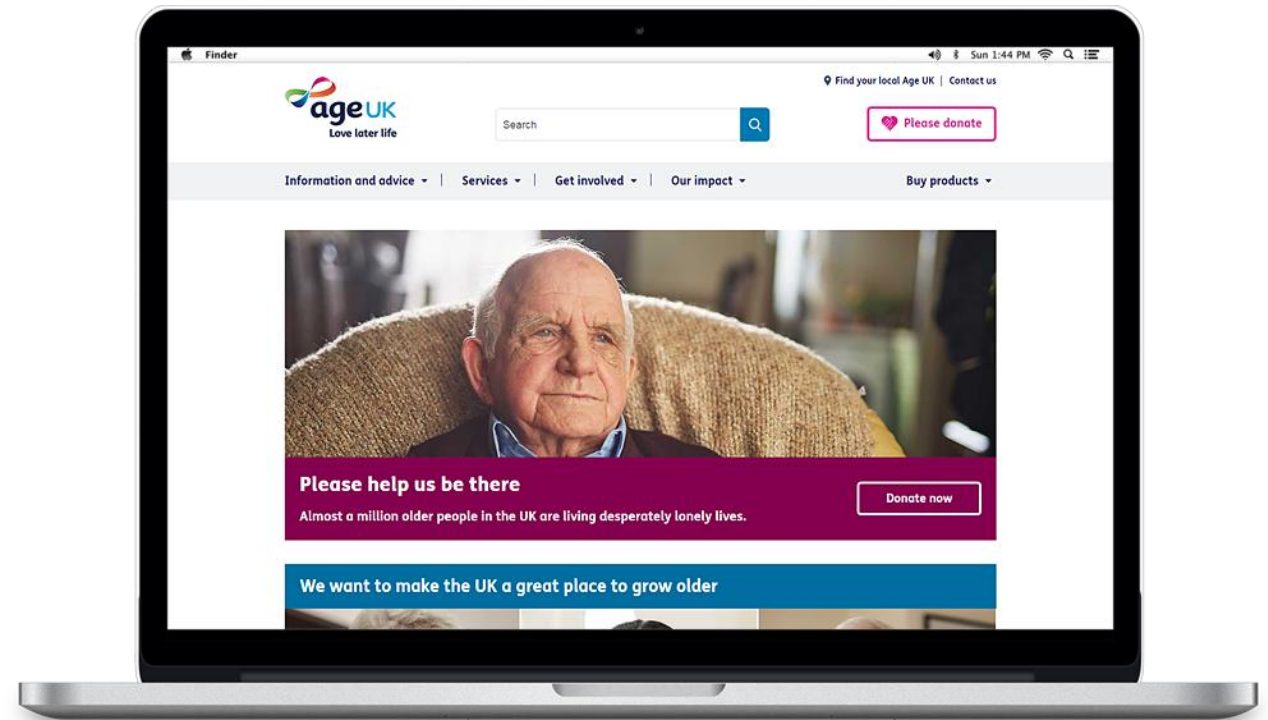 Finder
Sun 1:44 PM
Find your local Age UK | Contact us
age UK
Love later life
Search
Please donate
Information and advice | Services | Get involved | Our impact
Buy products
Please help us be there
Almost a million older people in the UK are living desperately lonely lives.
Donate now
We want to make the UK a great place to grow older